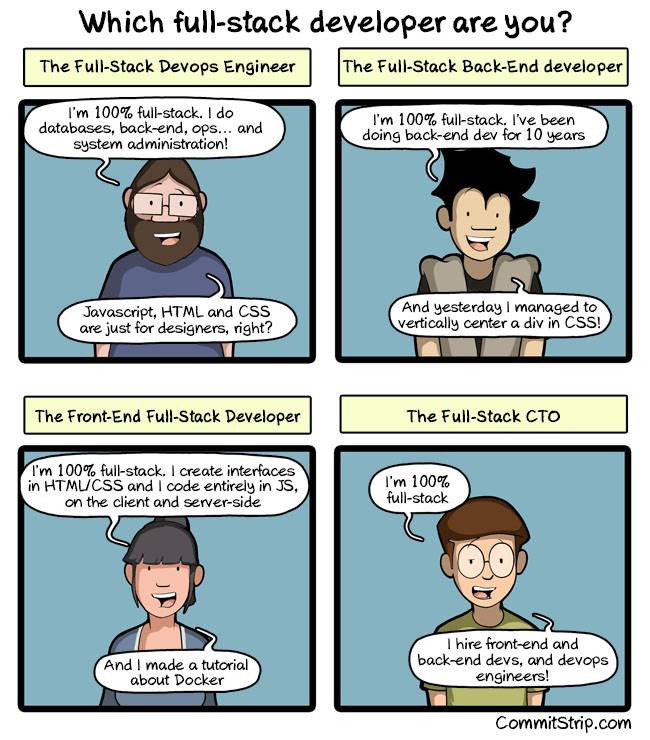 Which full-stack developer are you?
The Full-Stack Devops Engineer
I'm 100% full-stack. I do
databases, back-end, ops... and
system administration!
Javascript, HTML and CSS
are just for designers, right?
The Full-Stack Back-End developer
I'm 100% full-stack. I've been
doing back-end dev for 10 years
And yesterday I managed to
vertically center a div in CSS!
The Front-End Full-Stack Developer
I'm 100% full-stack. I create interfaces
in HTML/CSS and I code entirely in JS,
on the client and server-side
And I made a tutorial
about Docker
The Full-Stack CTO
I'm 100%
full-stack
I hire front-end and
back-end devs, and devops
engineers!
CommitStrip.com